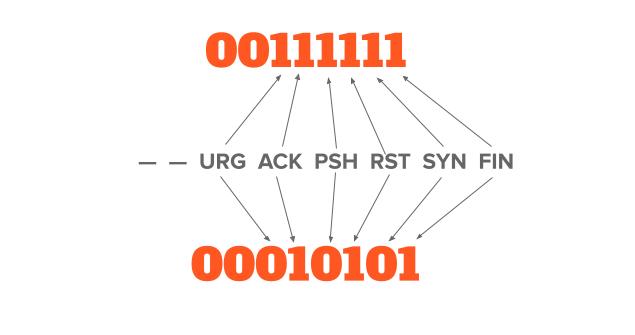 00111111
— — URG ACK PSH RST SYN FIN
00010101